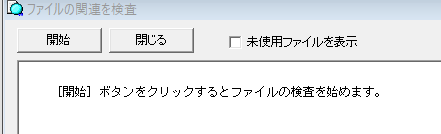 ファイルの関連を検査
開始 閉じる 未使用ファイルを表示
［開始］ボタンをクリックするとファイルの検査を始めます。